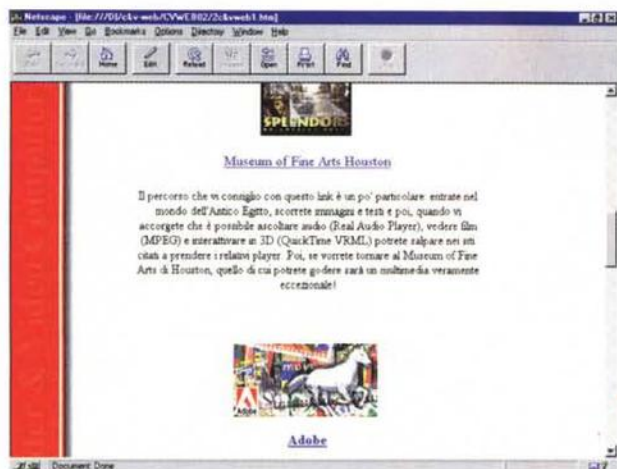 Netscape - [file:///D|/c&v-web/CVWEB02/2c&vweb1.htm]
File Edit View Go Bookmarks Options Directory Window Help
Home Edit Reload Open Print Find
SPLENDORS
Museum of Fine Arts Houston
Il percorso che vi consiglio con questo link è un po' particolare: entrate nel
mondo dell'Antico Egitto, scorrete immagini e testi e poi, quando vi
accorgete che è possibile ascoltare audio (Real Audio Player), vedere film
(MPEG) e interattivare in 3D (QuickTime VRML) potrete salpare nei siti
citati a prendere i relativi player. Poi, se vorrete tornare al Museum of Fine
Arts di Houston, quello di cui potrete godere sarà un multimedia veramente
eccezionale!
Adobe
Adobe
Document: Done